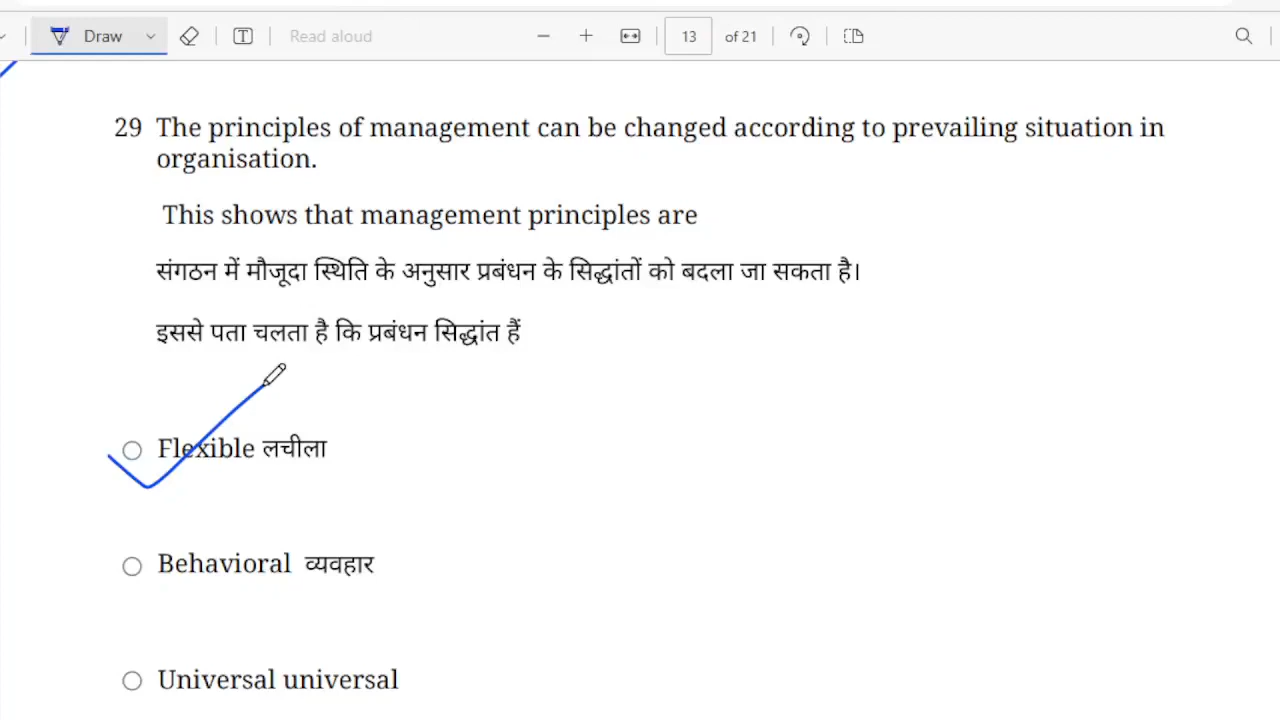 Draw
Read aloud
13 of 21
29 The principles of management can be changed according to prevailing situation in
organisation.
This shows that management principles are
संगठन में मौजूदा स्थिति के अनुसार प्रबंधन के सिद्धांतों को बदला जा सकता है।
इससे पता चलता है कि प्रबंधन सिद्धांत हैं
Flexible लचीला
Behavioral व्यवहार
Universal universal